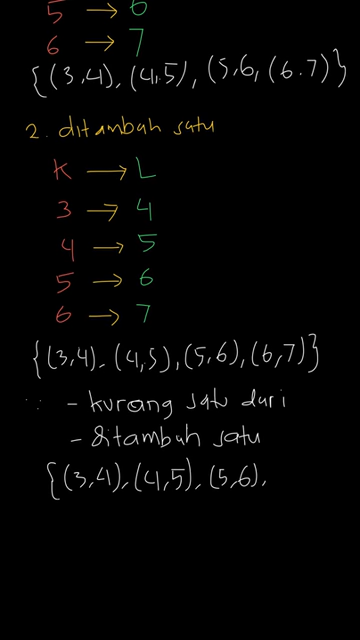 5 → 6
6 → 7
{(3,4), (4,5), (5,6, (6.7)}
2. ditambah satu
K → L
3 → 4
4 → 5
5 → 6
6 → 7
{(3,4), (4,5), (5,6), (6,7)}
∵ - kurang satu dari
- ditambah satu
{(3,4), (4,5), (5,6),